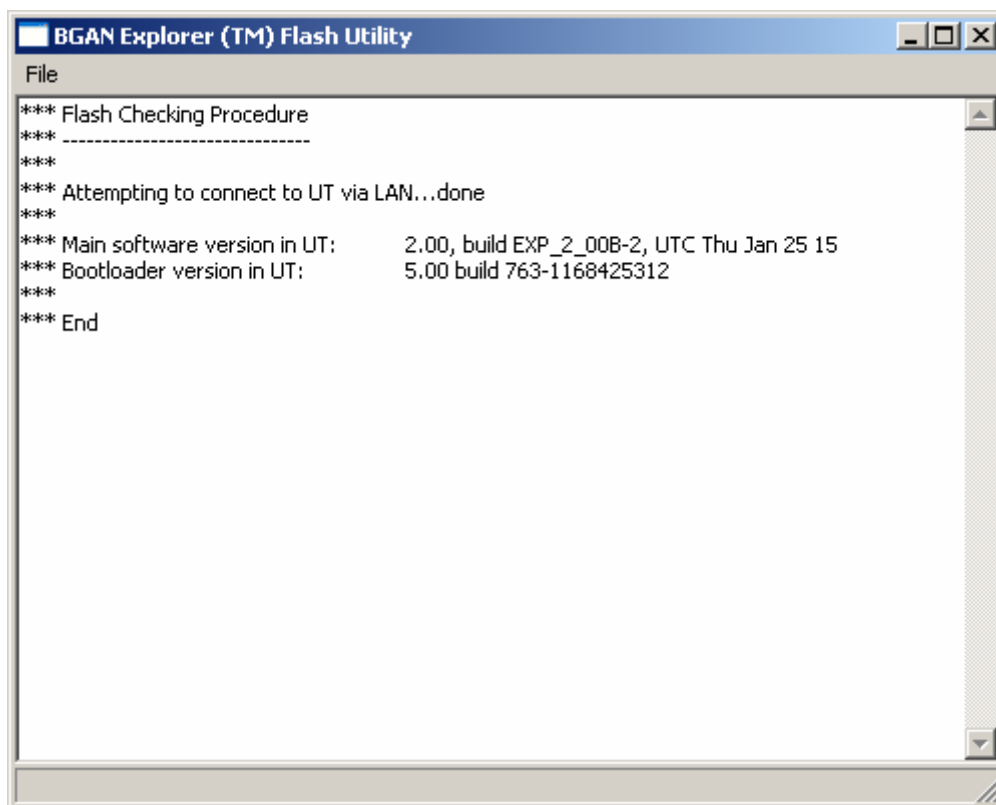 BGAN Explorer (TM) Flash Utility
File
*** Flash Checking Procedure
*** -------------------------------
***
*** Attempting to connect to UT via LAN...done
***
*** Main software version in UT: 2.00, build EXP_2_00B-2, UTC Thu Jan 25 15
*** Bootloader version in UT: 5.00 build 763-1168425312
***
*** End